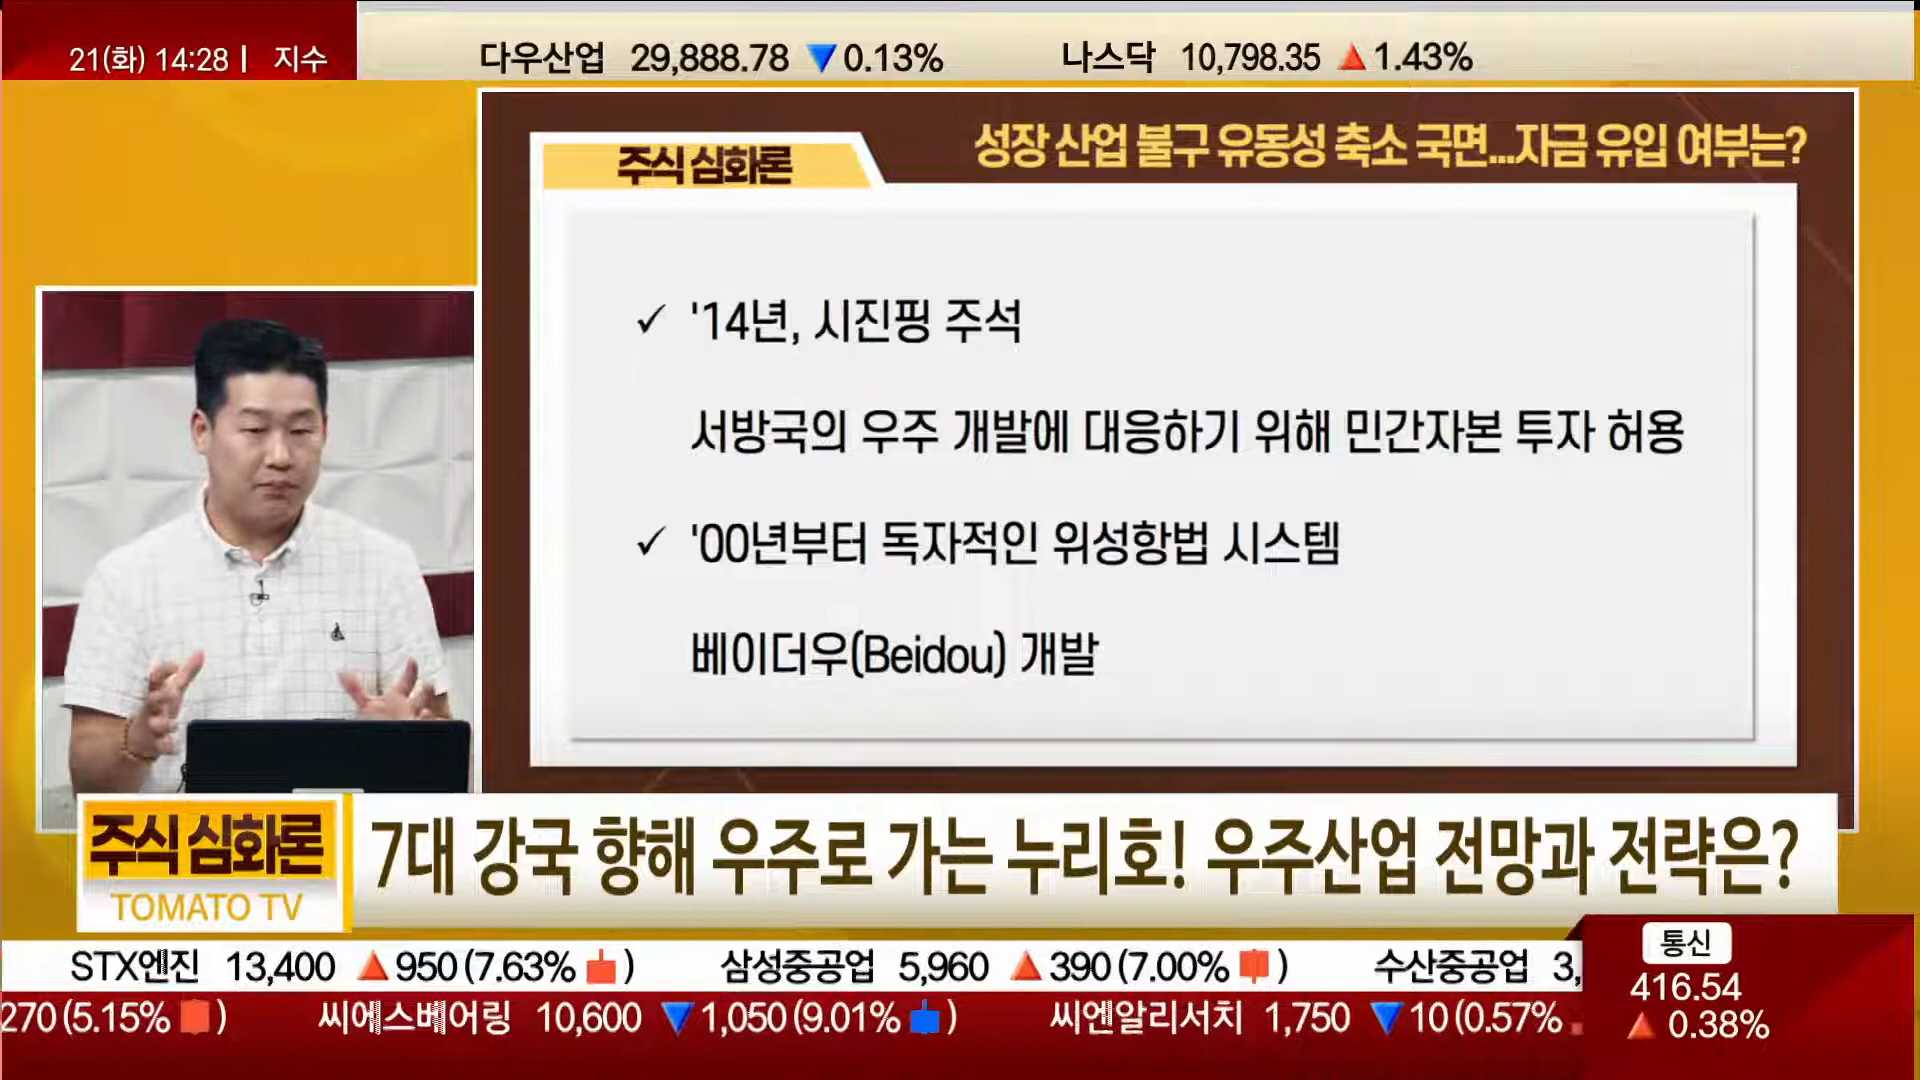 21(화) 14:28 | 지수
다우산업 29,888.78 ▼0.13% 나스닥 10,798.35 ▲1.43%
성장 산업 불구 유동성 축소 국면...자금 유입 여부는?
주식 심화론
✓ '14년, 시진핑 주석
서방국의 우주 개발에 대응하기 위해 민간자본 투자 허용
✓ '00년부터 독자적인 위성항법 시스템
베이더우(Beidou) 개발
주식 심화론
TOMATO TV
7대 강국 향해 우주로 가는 누리호! 우주산업 전망과 전략은?
STX엔진 13,400 ▲950(7.63%) 삼성중공업 5,960 ▲390(7.00%) 수산중공업 3,
270(5.15%) 씨에스베어링 10,600 ▼1,050(9.01%) 씨엔알리서치 1,750 ▼10(0.57%
통신
416.54
▲ 0.38%